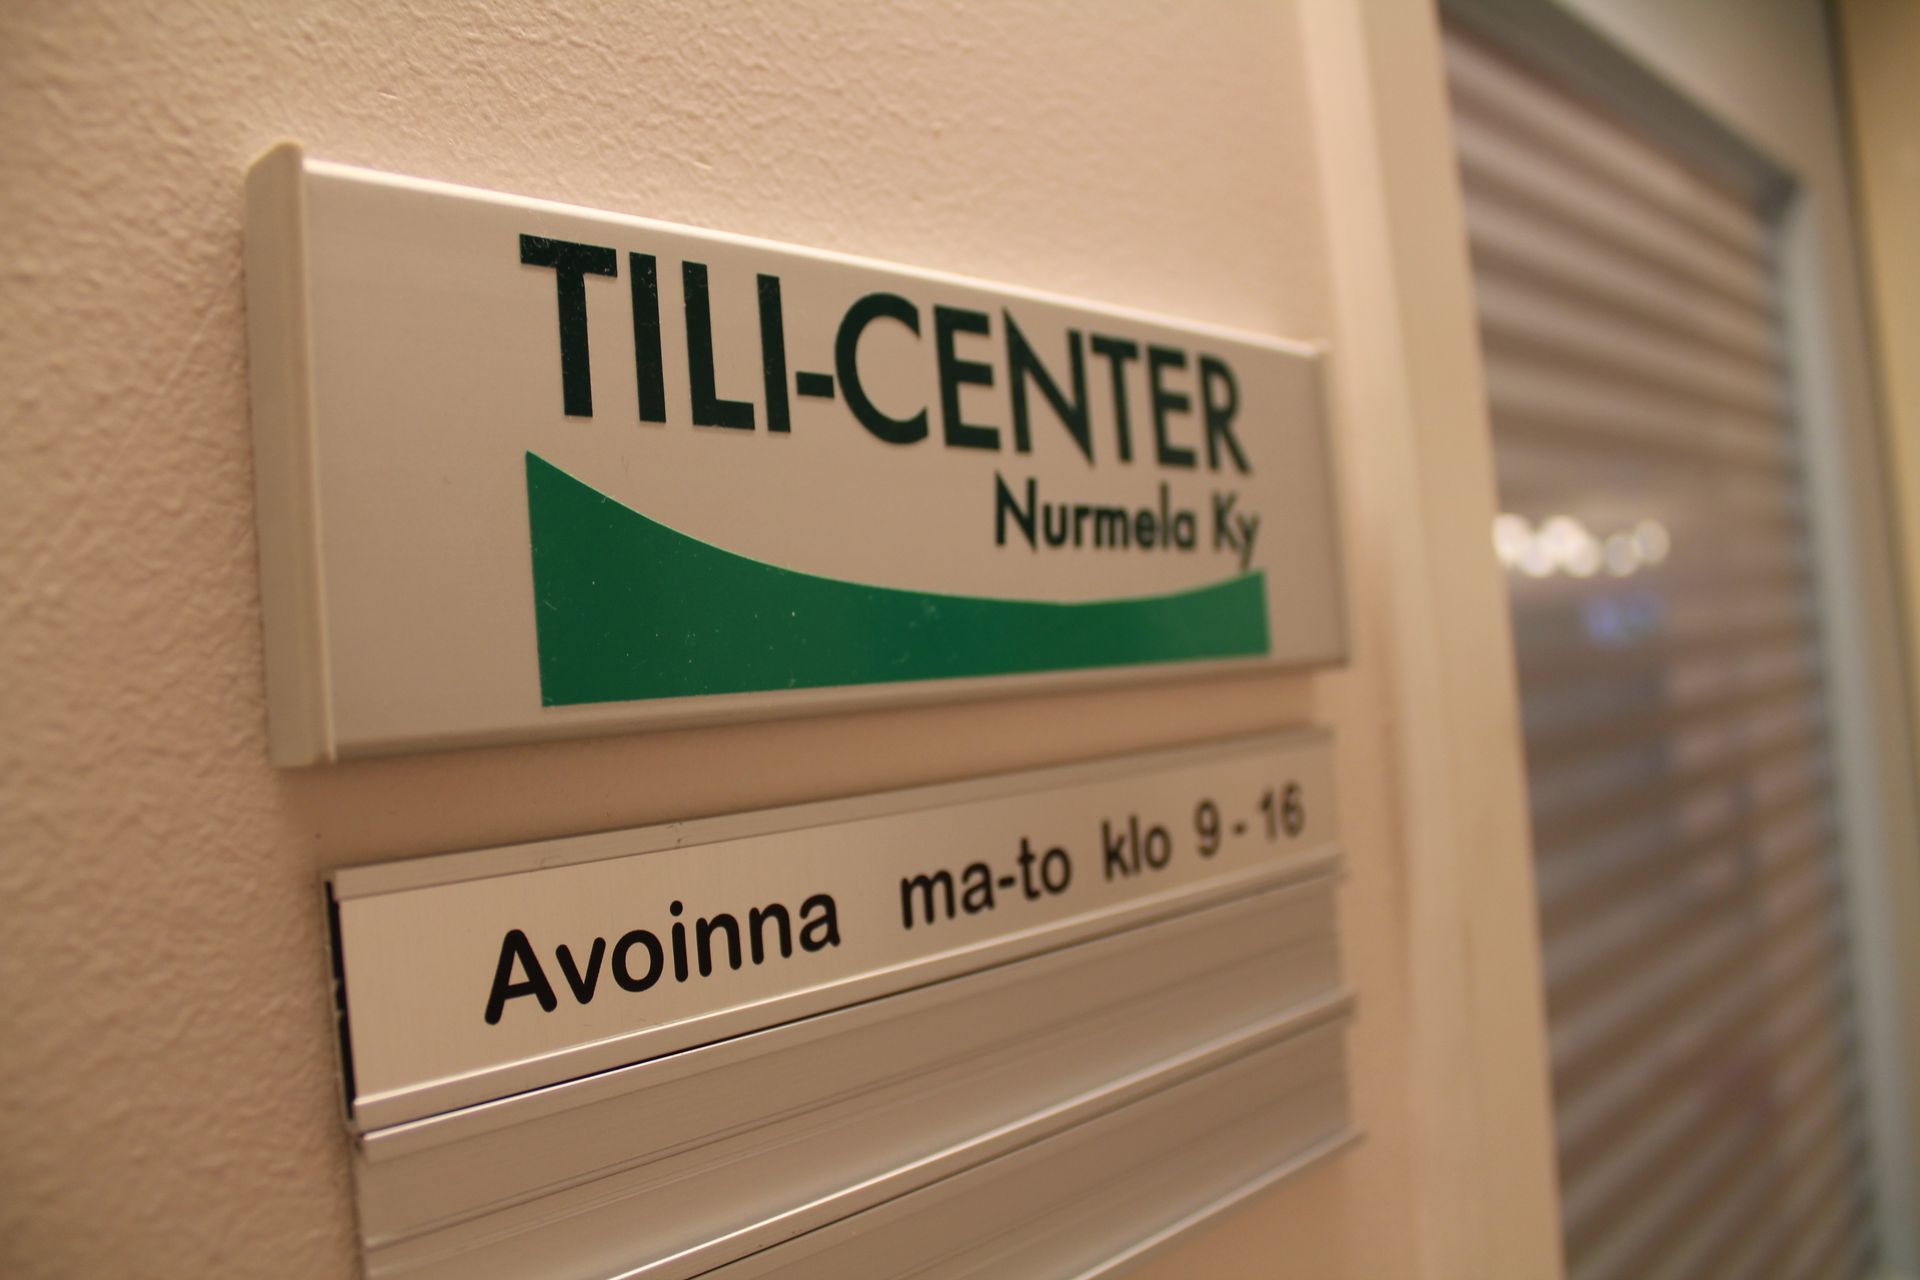 TILI-CENTER
Nurmela Ky
Avoinna ma-to klo 9 - 16